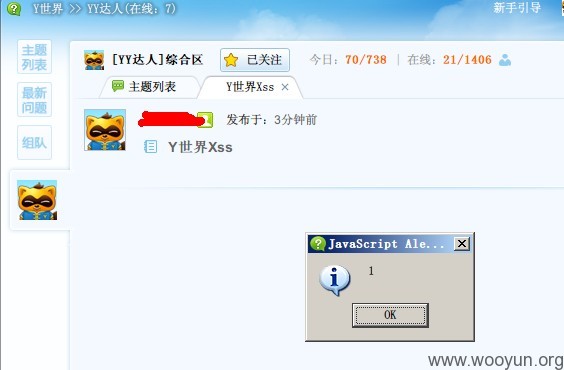 Y世界 >> YY达人(在线: 7)
新手引导
主题列表
最新问题
组队
[YY达人]综合区
已关注
今日: 70/738 | 在线: 21/1406
主题列表
Y世界Xss ×
发布于: 3分钟前
Y世界Xss
JavaScript Ale...
1
OK
www.wooyun.org